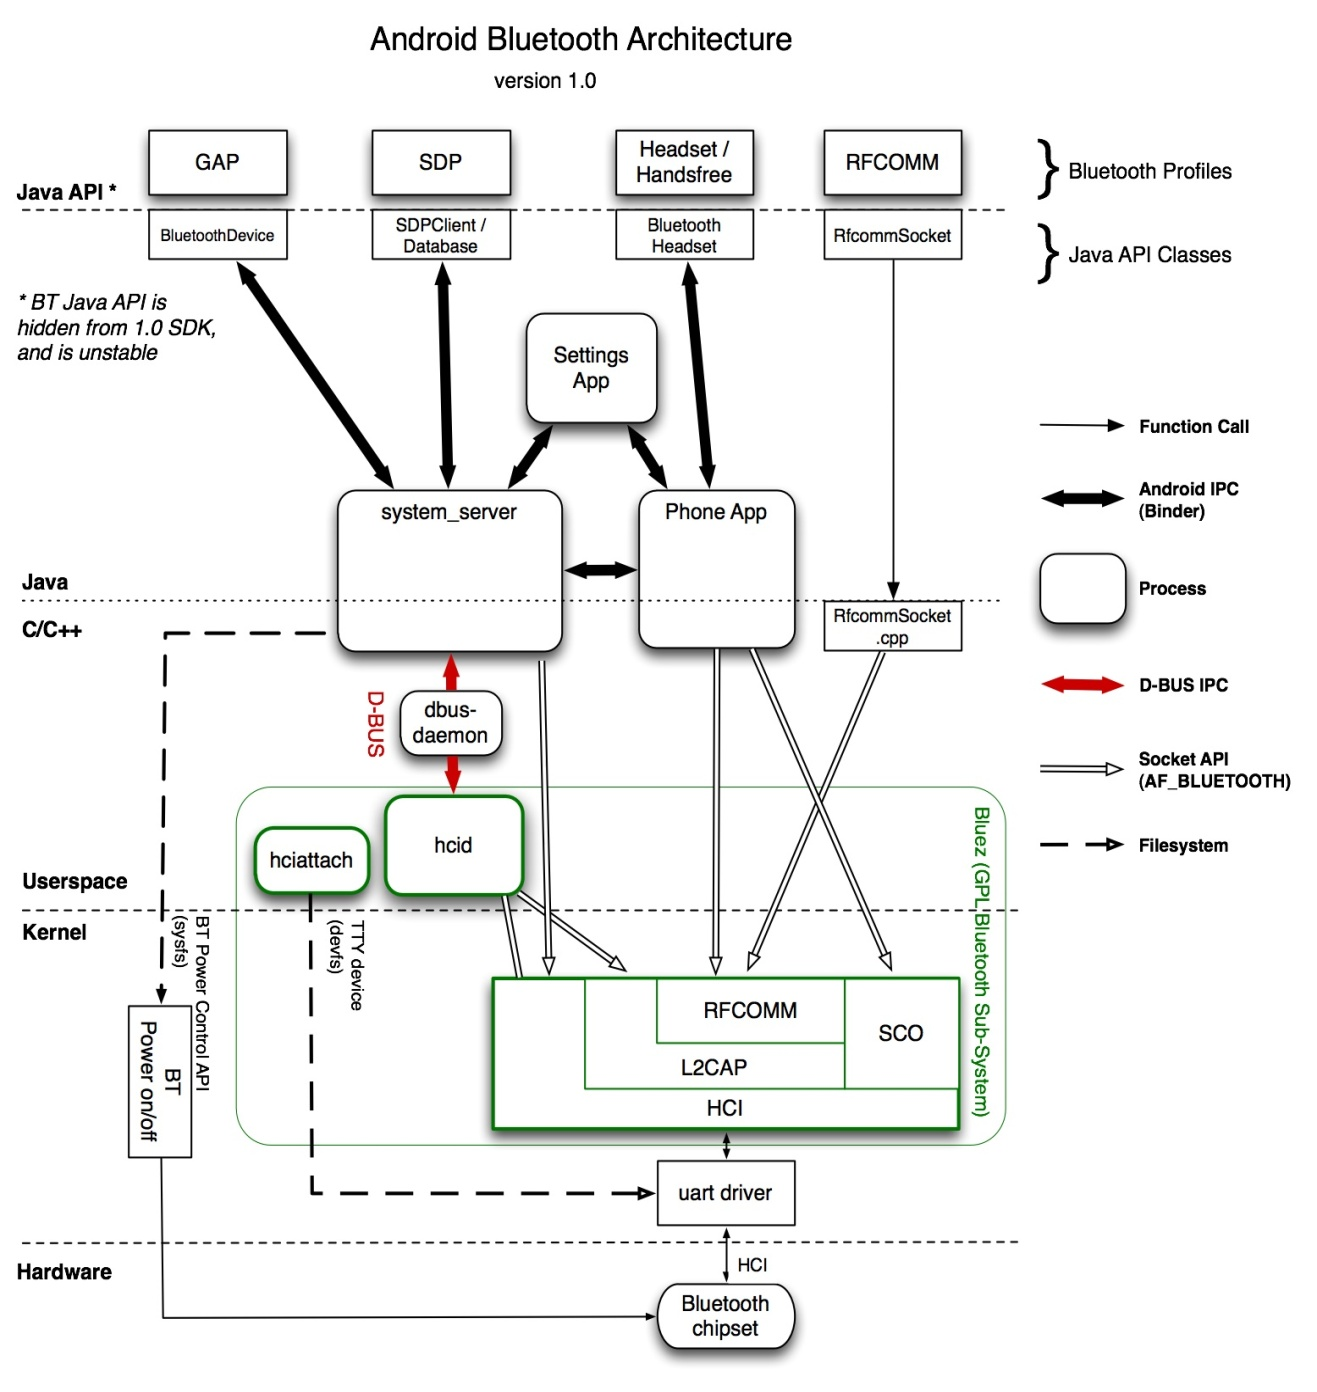 Android Bluetooth Architecture
version 1.0
GAP
SDP
Headset /
Handsfree
RFCOMM
Bluetooth Profiles
Java API *
BluetoothDevice
SDPClient /
Database
Bluetooth
Headset
RfcommSocket
Java API Classes
* BT Java API is
hidden from 1.0 SDK,
and is unstable
Settings
App
Function Call
Android IPC
(Binder)
system_server
Phone App
Java
Process
C/C++
RfcommSocket
.cpp
D-BUS
dbus-
daemon
D-BUS IPC
Socket API
(AF_BLUETOOTH)
hciattach
hcid
Filesystem
Bluez (GPL Bluetooth Sub-System)
Userspace
Kernel
BT Power Control API
(sysfs)
TTY device
(devfs)
BT
Power on/off
RFCOMM
SCO
L2CAP
HCI
uart driver
Hardware
HCI
Bluetooth
chipset